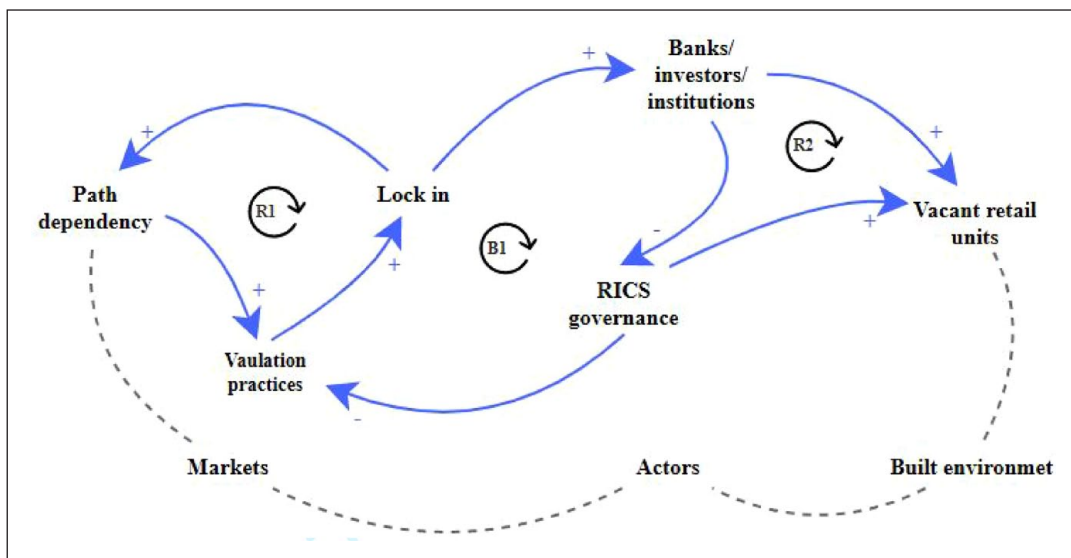 Banks/
investors/
institutions
+
+
+
R2
Path
dependency
Lock in
R1
Vacant retail
units
+
B1
-
+
+
RICS
governance
Vaulation
practices
-
Markets
Actors
Built environmet